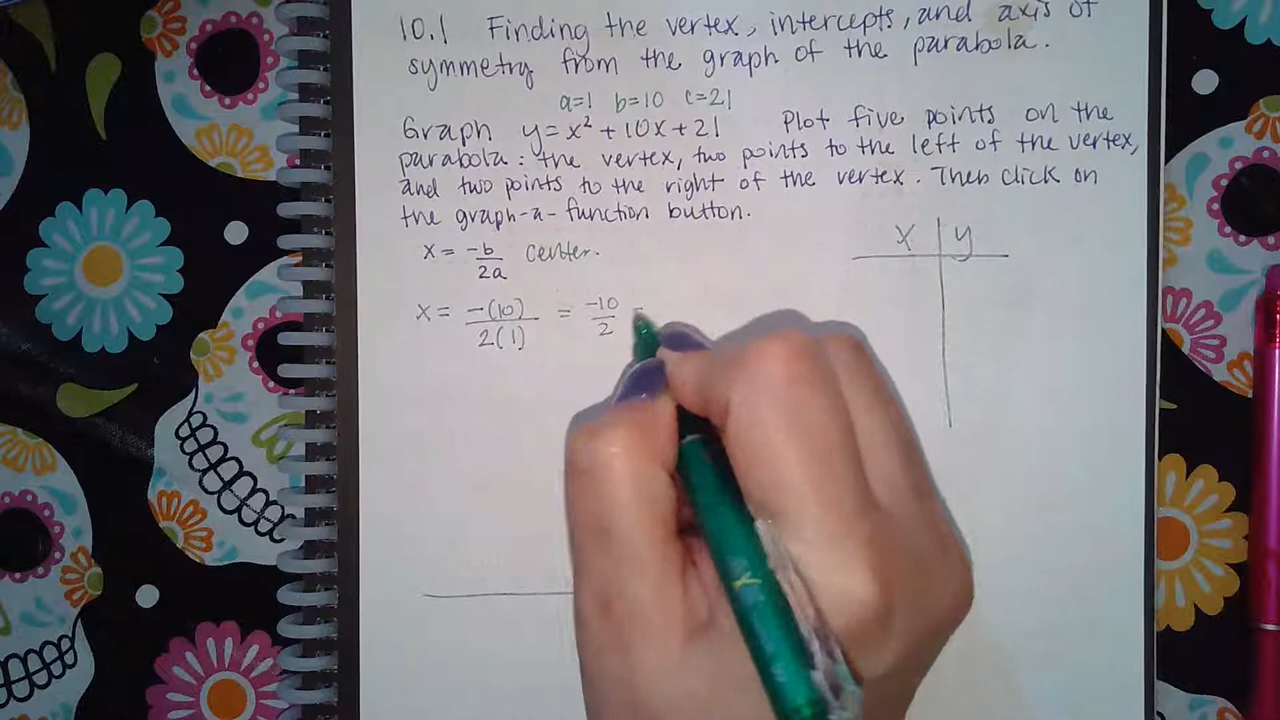 10.1 Finding the vertex, intercepts, and axis of
symmetry from the graph of the parabola.
a=1 b=10 c=21
Graph y=x²+10x+21 Plot five points on the
parabola: the vertex, two points to the left of the vertex,
and two points to the right of the vertex. Then click on
the graph-a-function button.
x = -b/2a center.
x = -(10)/2(1) = -10/2 =
x y